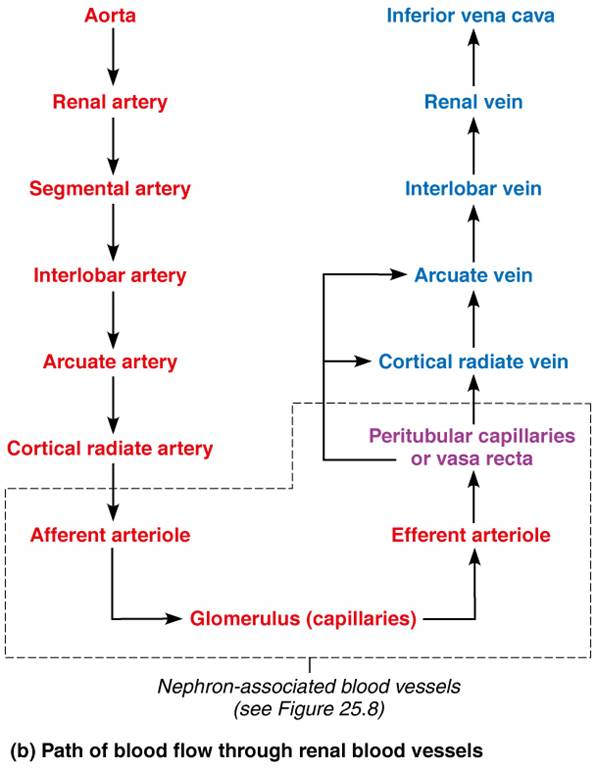 Aorta
Renal artery
Segmental artery
Interlobar artery
Arcuate artery
Cortical radiate artery
Afferent arteriole
Glomerulus (capillaries)
Efferent arteriole
Peritubular capillaries
or vasa recta
Cortical radiate vein
Arcuate vein
Interlobar vein
Renal vein
Inferior vena cava
Nephron-associated blood vessels
(see Figure 25.8)
(b) Path of blood flow through renal blood vessels